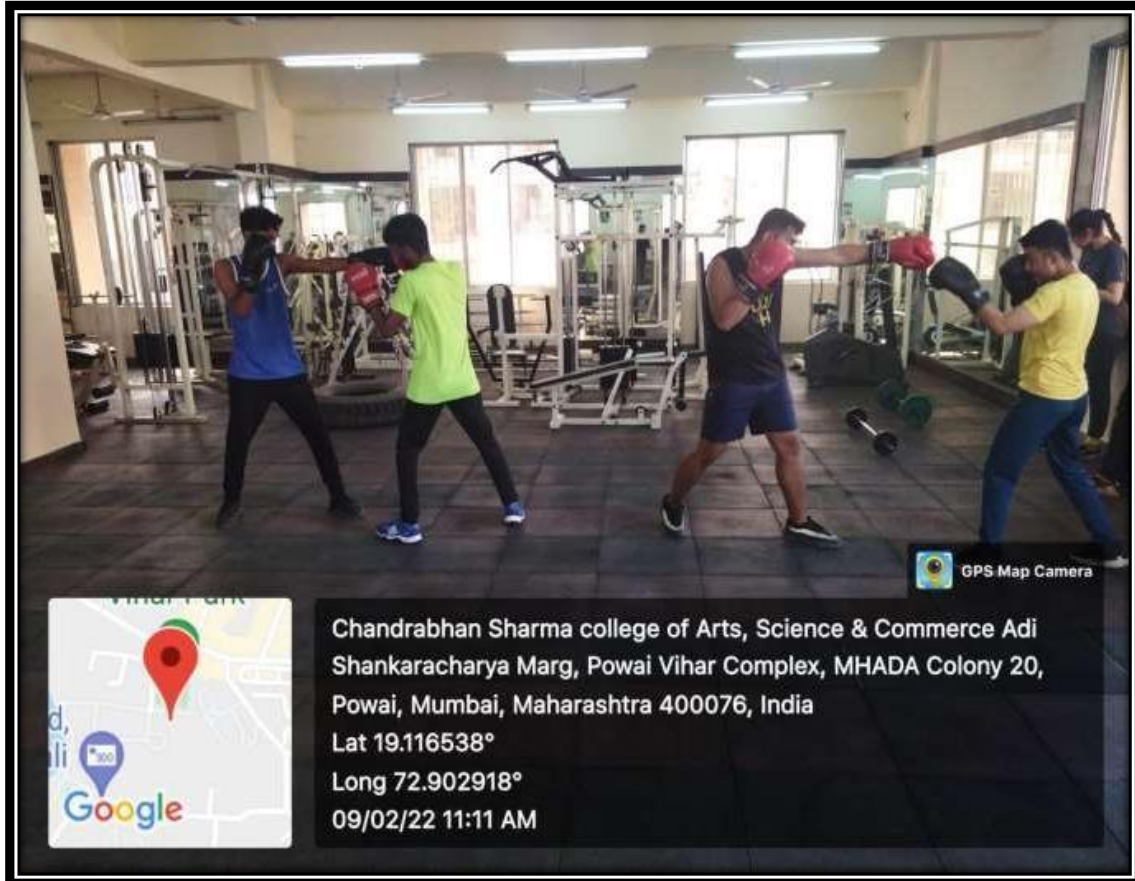 GPS Map Camera
Chandrabhan Sharma college of Arts, Science & Commerce Adi
Shankaracharya Marg, Powai Vihar Complex, MHADA Colony 20,
Powai, Mumbai, Maharashtra 400076, India
Lat 19.116538°
Long 72.902918°
09/02/22 11:11 AM
Google